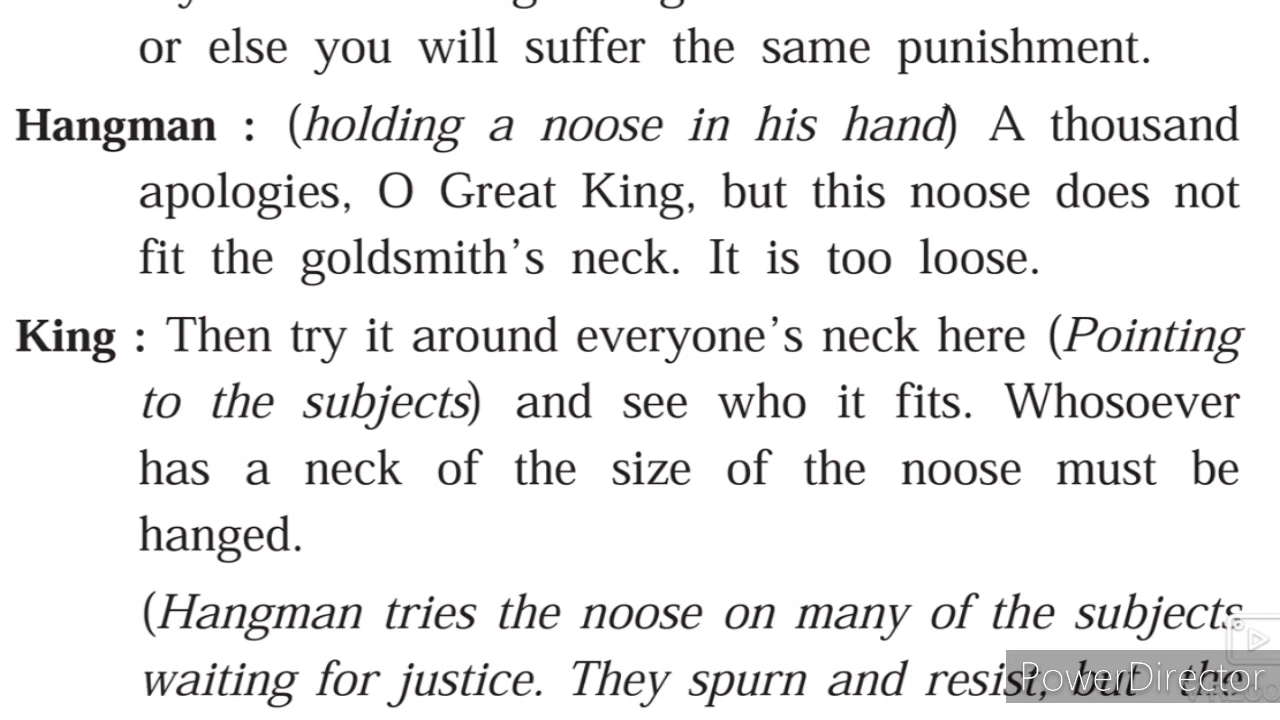 or else you will suffer the same punishment.
Hangman : (holding a noose in his hand) A thousand
apologies, O Great King, but this noose does not
fit the goldsmith's neck. It is too loose.
King : Then try it around everyone's neck here (Pointing
to the subjects) and see who it fits. Whosoever
has a neck of the size of the noose must be
hanged.
(Hangman tries the noose on many of the subjects
waiting for justice. They spurn and resist, but the
PowerDirector